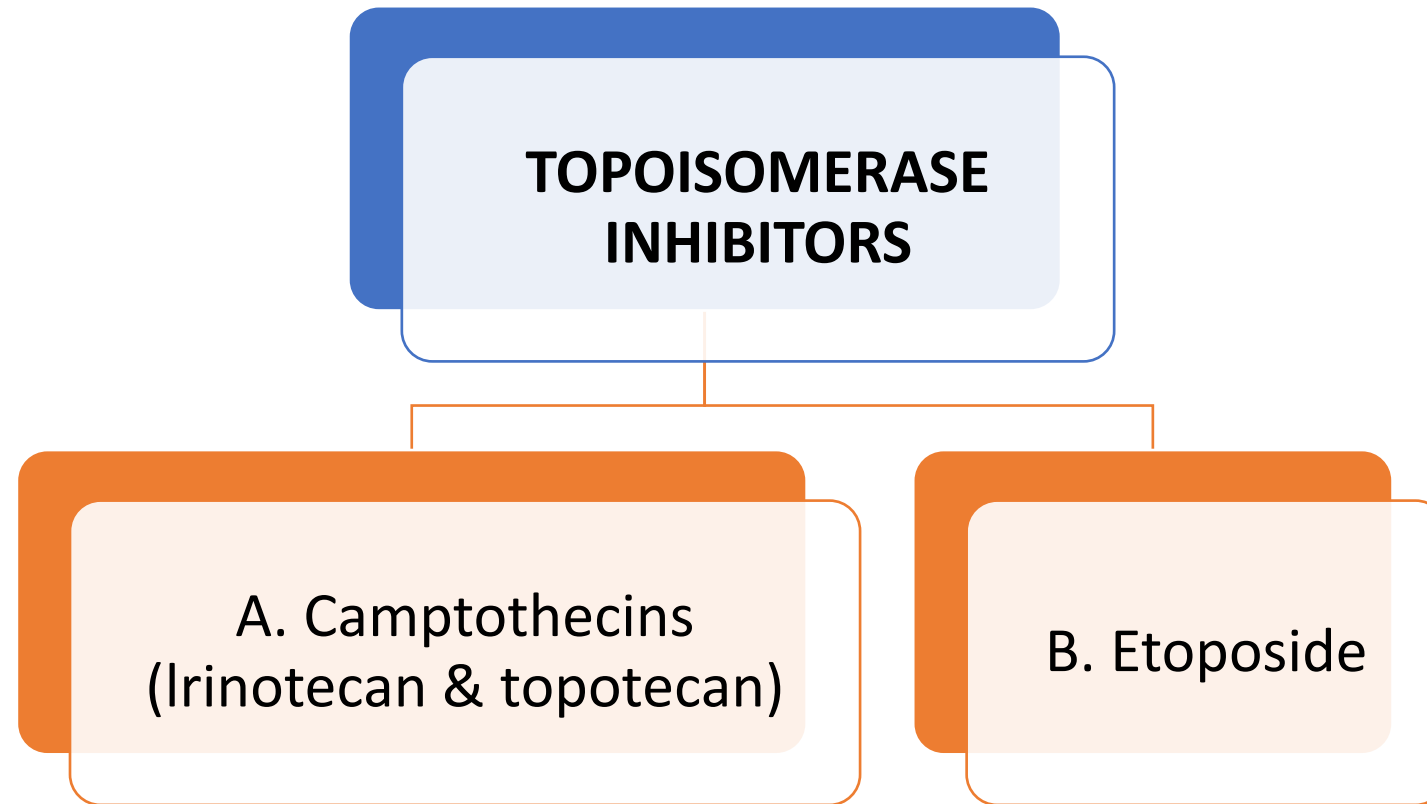 TOPOISOMERASE
INHIBITORS
A. Camptothecins
(Irinotecan & topotecan)
B. Etoposide